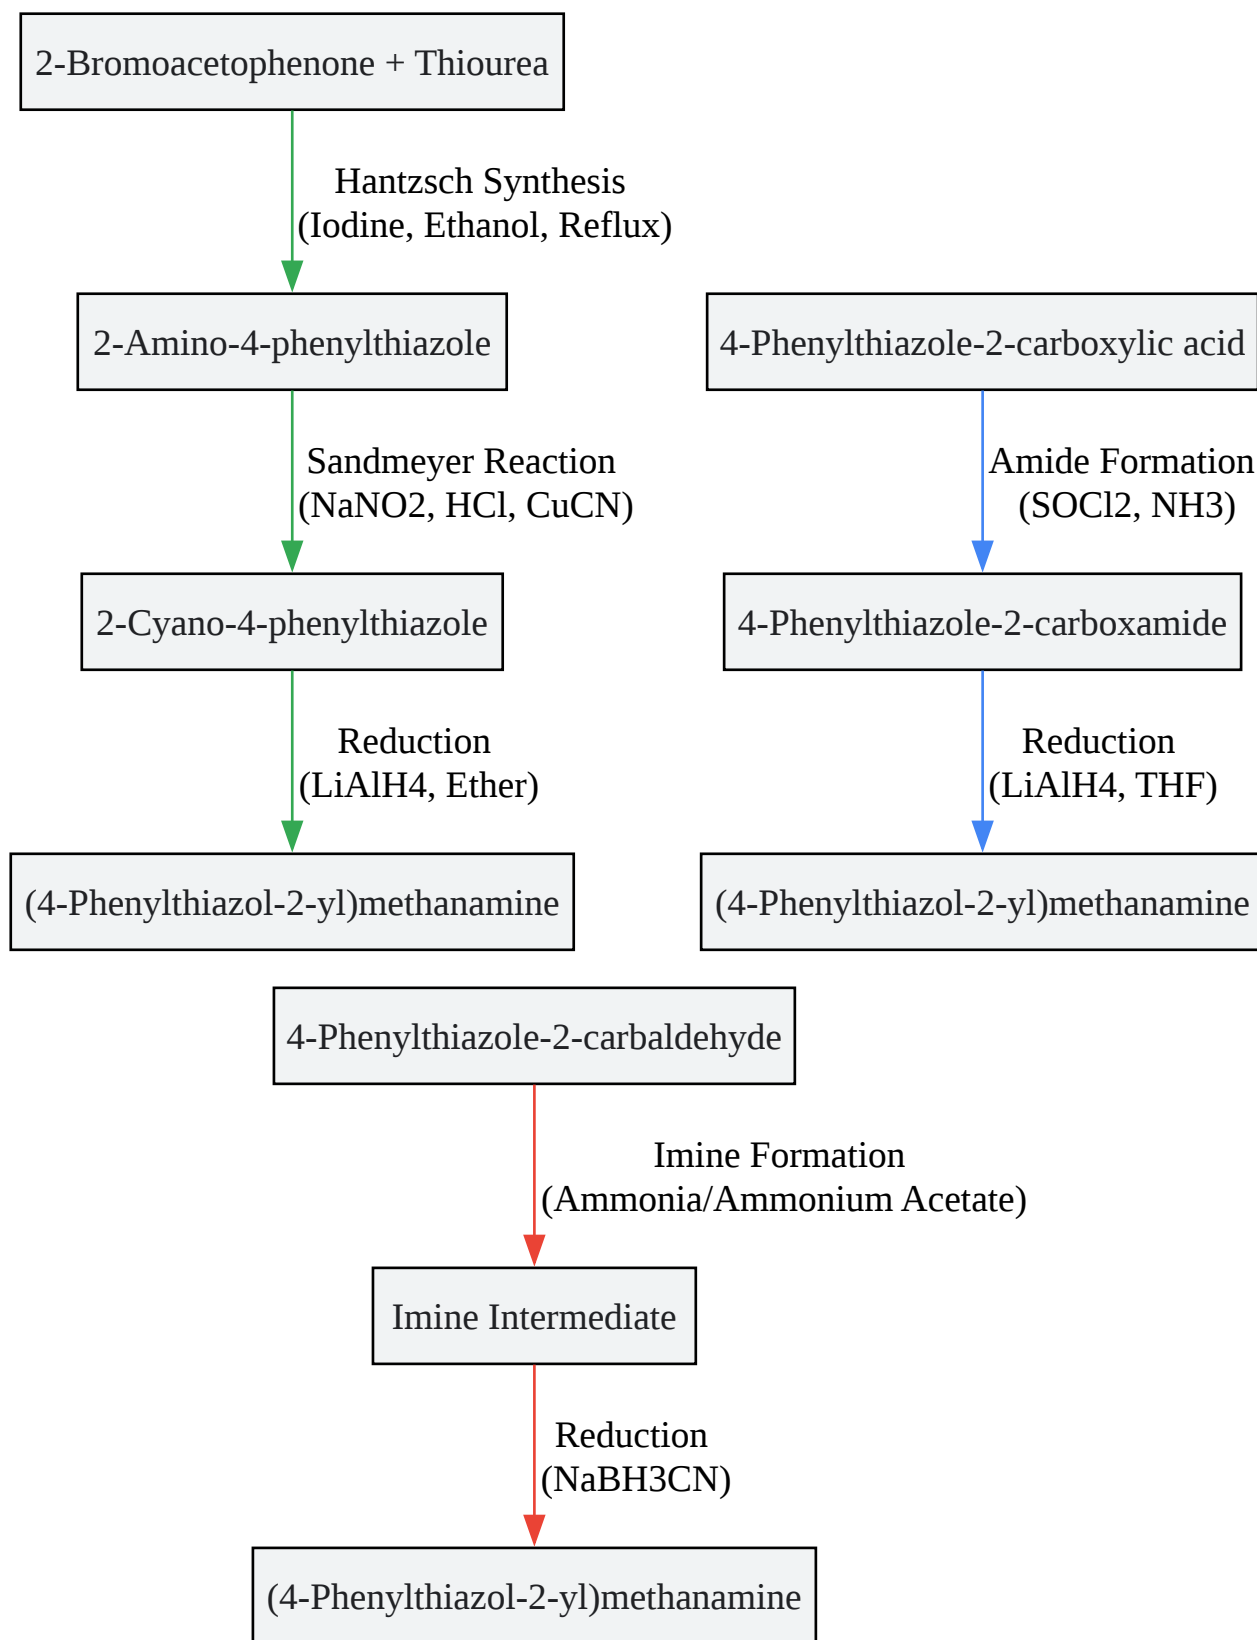 2-Bromoacetophenone + Thiourea
Hantzsch Synthesis
(Iodine, Ethanol, Reflux)
2-Amino-4-phenylthiazole
Sandmeyer Reaction
(NaNO2, HCl, CuCN)
2-Cyano-4-phenylthiazole
Reduction
(LiAlH4, Ether)
(4-Phenylthiazol-2-yl)methanamine
4-Phenylthiazole-2-carboxylic acid
Amide Formation
(SOCl2, NH3)
4-Phenylthiazole-2-carboxamide
Reduction
(LiAlH4, THF)
(4-Phenylthiazol-2-yl)methanamine
4-Phenylthiazole-2-carbaldehyde
Imine Formation
(Ammonia/Ammonium Acetate)
Imine Intermediate
Reduction
(NaBH3CN)
(4-Phenylthiazol-2-yl)methanamine